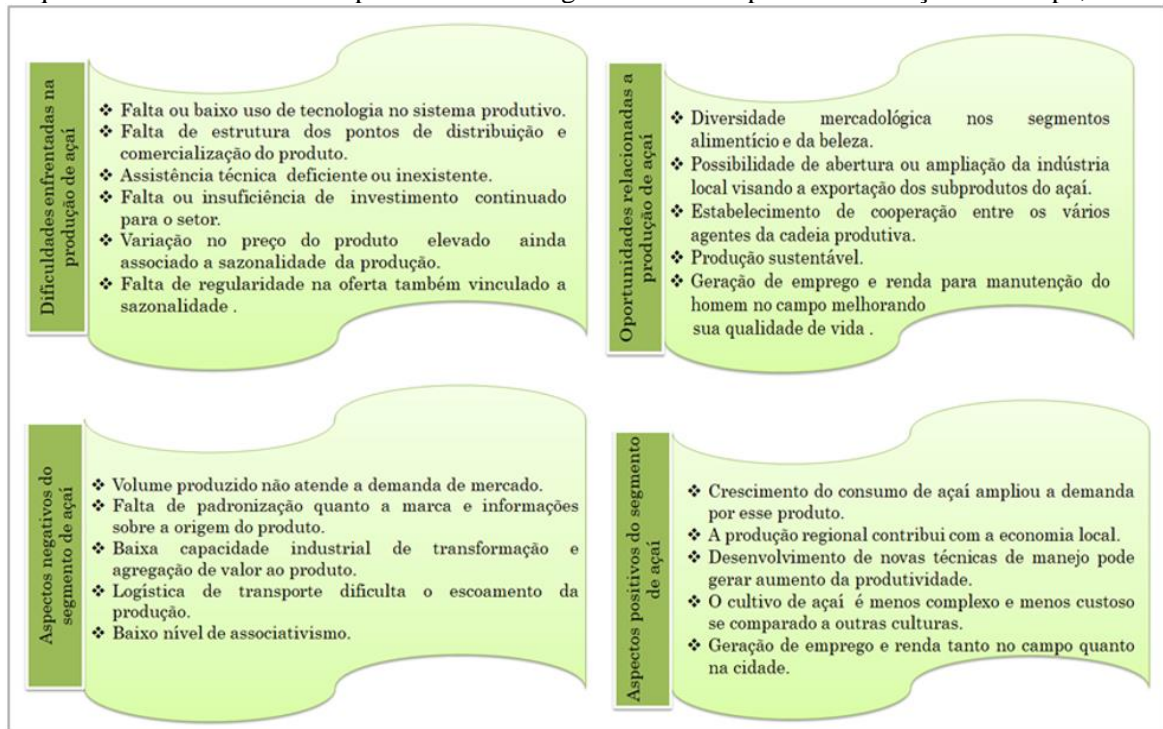 Dificuldades enfrentadas na
produção de açaí
❖ Falta ou baixo uso de tecnologia no sistema produtivo.
❖ Falta de estrutura dos pontos de distribuição e
comercialização do produto.
❖ Assistência técnica deficiente ou inexistente.
❖ Falta ou insuficiência de investimento continuado
para o setor.
❖ Variação no preço do produto elevado ainda
associado a sazonalidade da produção.
❖ Falta de regularidade na oferta também vinculado a
sazonalidade .
Oportunidades relacionadas a
produção de açaí
❖ Diversidade mercadológica nos segmentos
alimentício e da beleza.
❖ Possibilidade de abertura ou ampliação da indústria
local visando a exportação dos subprodutos do açaí.
❖ Estabelecimento de cooperação entre os vários
agentes da cadeia produtiva.
❖ Produção sustentável.
❖ Geração de emprego e renda para manutenção do
homem no campo melhorando
sua qualidade de vida .
Aspectos negativos do
segmento de açaí
❖ Volume produzido não atende a demanda de mercado.
❖ Falta de padronização quanto a marca e informações
sobre a origem do produto.
❖ Baixa capacidade industrial de transformação e
agregação de valor ao produto.
❖ Logística de transporte dificulta o escoamento da
produção.
❖ Baixo nível de associativismo.
Aspectos positivos do segmento
de açaí
❖ Crescimento do consumo de açaí ampliou a demanda
por esse produto.
❖ A produção regional contribui com a economia local.
❖ Desenvolvimento de novas técnicas de manejo pode
gerar aumento da produtividade.
❖ O cultivo de açaí é menos complexo e menos custoso
se comparado a outras culturas.
❖ Geração de emprego e renda tanto no campo quanto
na cidade.